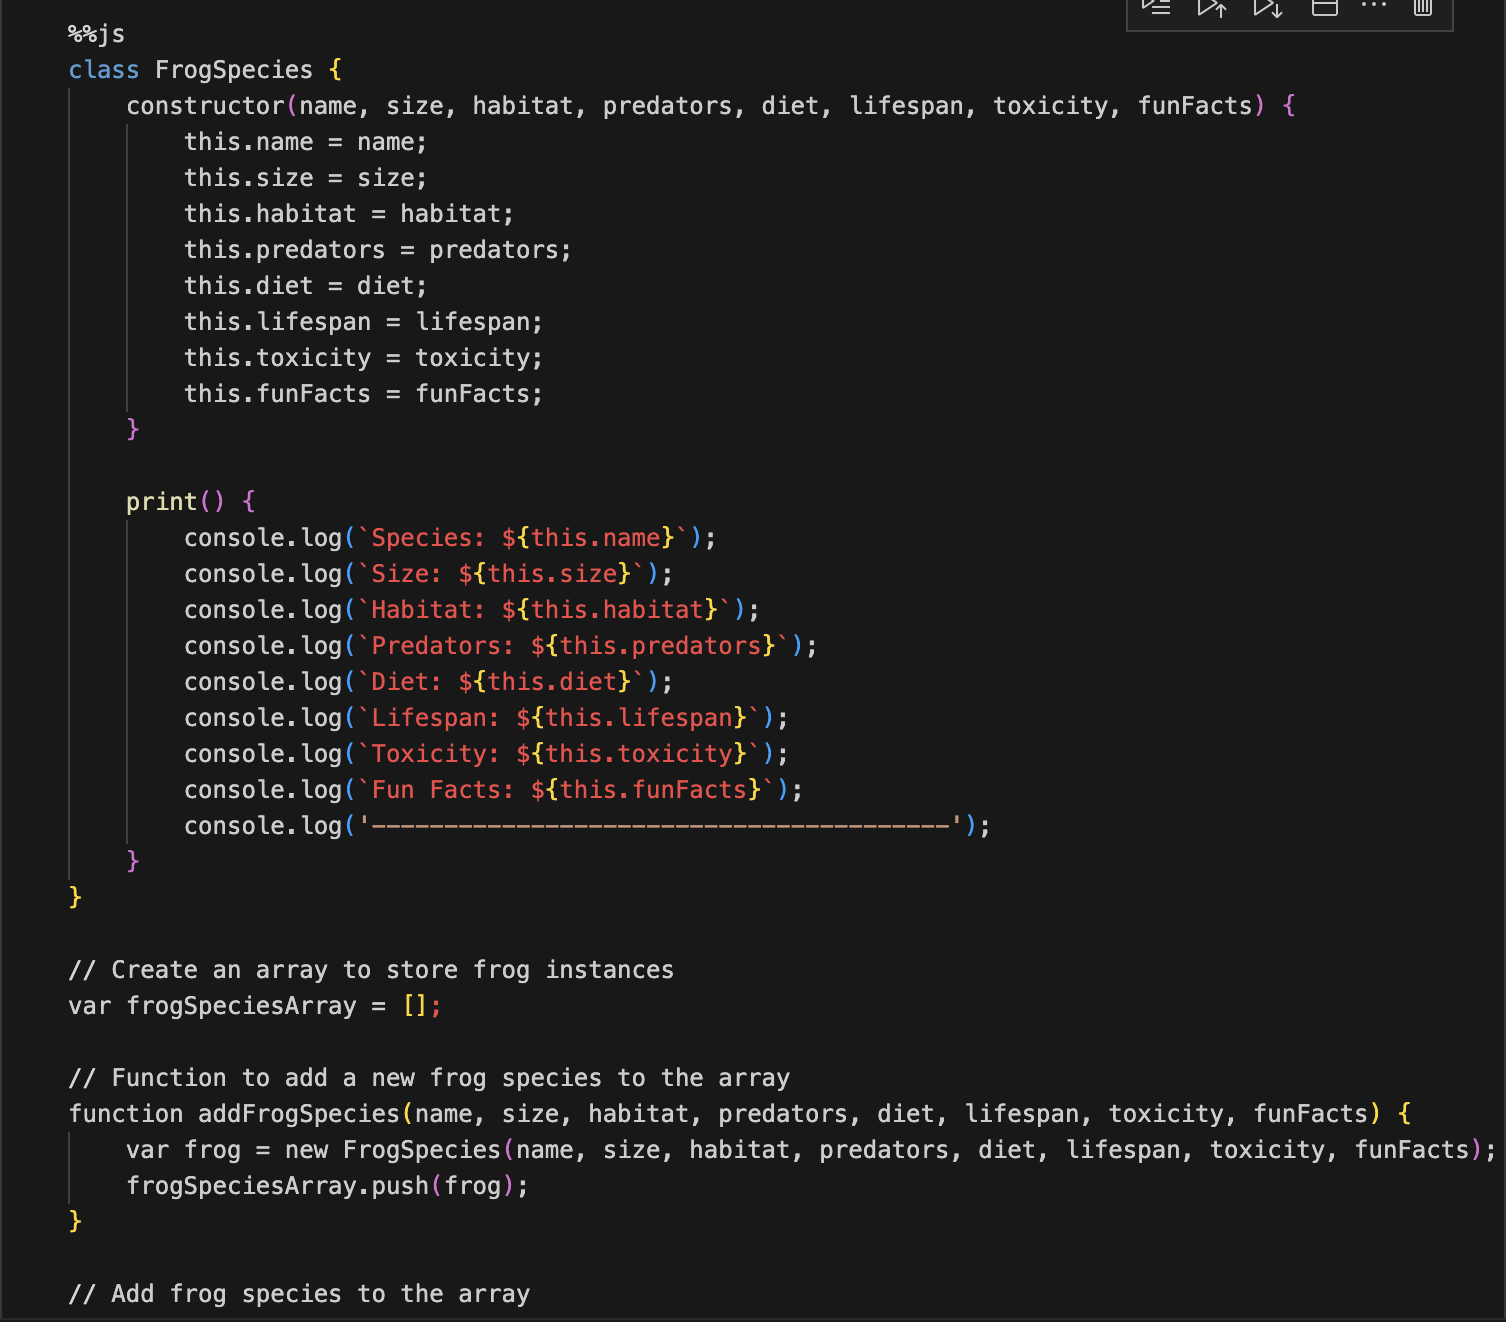 %%js
class FrogSpecies {
    constructor(name, size, habitat, predators, diet, lifespan, toxicity, funFacts) {
        this.name = name;
        this.size = size;
        this.habitat = habitat;
        this.predators = predators;
        this.diet = diet;
        this.lifespan = lifespan;
        this.toxicity = toxicity;
        this.funFacts = funFacts;
    }

    print() {
        console.log(`Species: ${this.name}`);
        console.log(`Size: ${this.size}`);
        console.log(`Habitat: ${this.habitat}`);
        console.log(`Predators: ${this.predators}`);
        console.log(`Diet: ${this.diet}`);
        console.log(`Lifespan: ${this.lifespan}`);
        console.log(`Toxicity: ${this.toxicity}`);
        console.log(`Fun Facts: ${this.funFacts}`);
        console.log('----------------------------------------');
    }
}

// Create an array to store frog instances
var frogSpeciesArray = [];

// Function to add a new frog species to the array
function addFrogSpecies(name, size, habitat, predators, diet, lifespan, toxicity, funFacts) {
    var frog = new FrogSpecies(name, size, habitat, predators, diet, lifespan, toxicity, funFacts);
    frogSpeciesArray.push(frog);
}

// Add frog species to the array